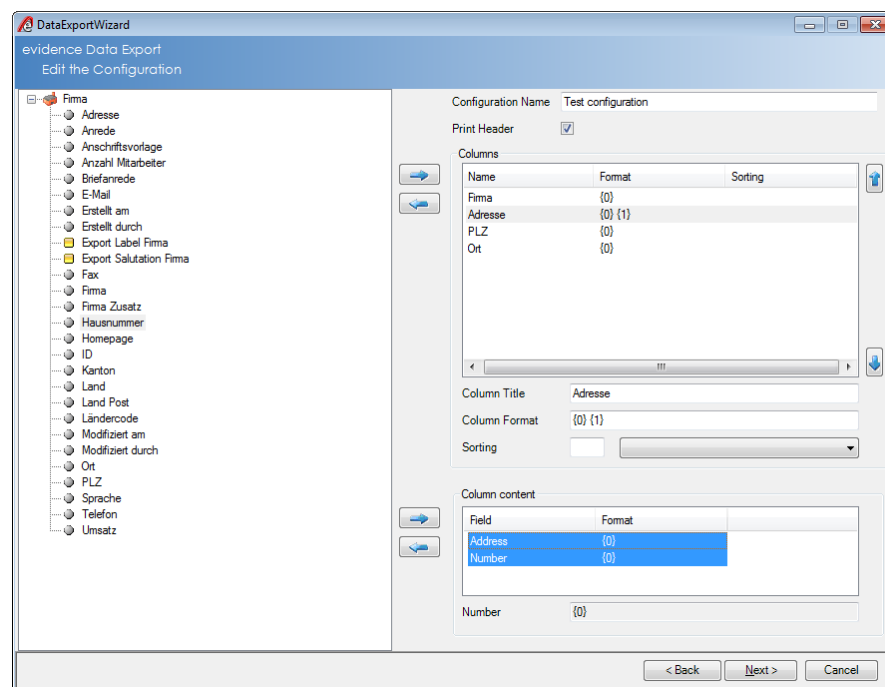 DataExportWizard
evidence Data Export
Edit the Configuration
Firma
Adresse
Anrede
Anschriftsvorlage
Anzahl Mitarbeiter
Briefanrede
E-Mail
Erstellt am
Erstellt durch
Export Label Firma
Export Salutation Firma
Fax
Firma
Firma Zusatz
Hausnummer
Homepage
ID
Kanton
Land
Land Post
Ländercode
Modifiziert am
Modifiziert durch
Ort
PLZ
Sprache
Telefon
Umsatz
Configuration Name Test configuration
Print Header
Columns
Name Format Sorting
Firma {0}
Adresse {0} {1}
PLZ {0}
Ort {0}
Column Title Adresse
Column Format {0} {1}
Sorting
Column content
Field Format
Address {0}
Number {0}
Number {0}
< Back Next > Cancel